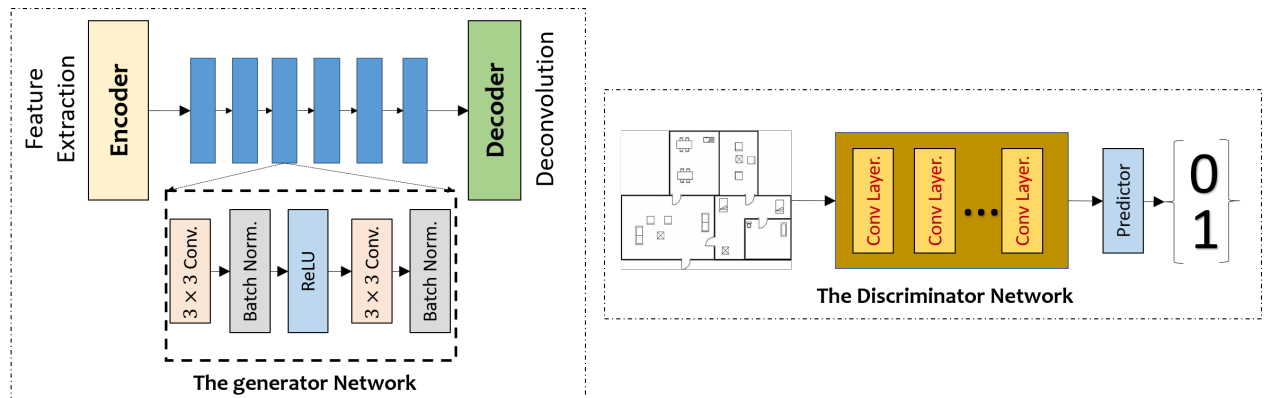 Feature
Extraction
Encoder
Decoder
Deconvolution
3 × 3 Conv.
Batch Norm.
ReLU
3 × 3 Conv.
Batch Norm.
The generator Network
Conv Layer.
Conv Layer.
...
Conv Layer.
Predictor
0
1
The Discriminator Network